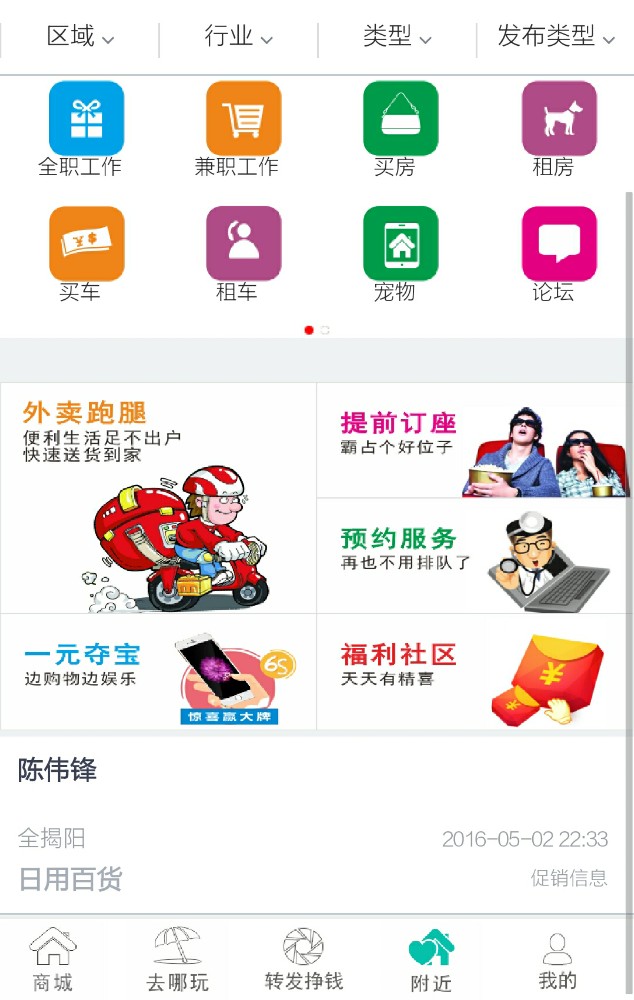 区域 行业 类型 发布类型
全职工作 兼职工作 买房 租房
买车 租车 宠物 论坛
外卖跑腿
便利生活足不出户
快速送货到家
提前订座
霸占个好位子
预约服务
再也不用排队了
一元夺宝
边购物边娱乐
6S
惊喜赢大牌
福利社区
天天有精喜
陈伟锋
全揭阳 2016-05-02 22:33
日用百货 促销信息
商城 去哪玩 转发挣钱 附近 我的